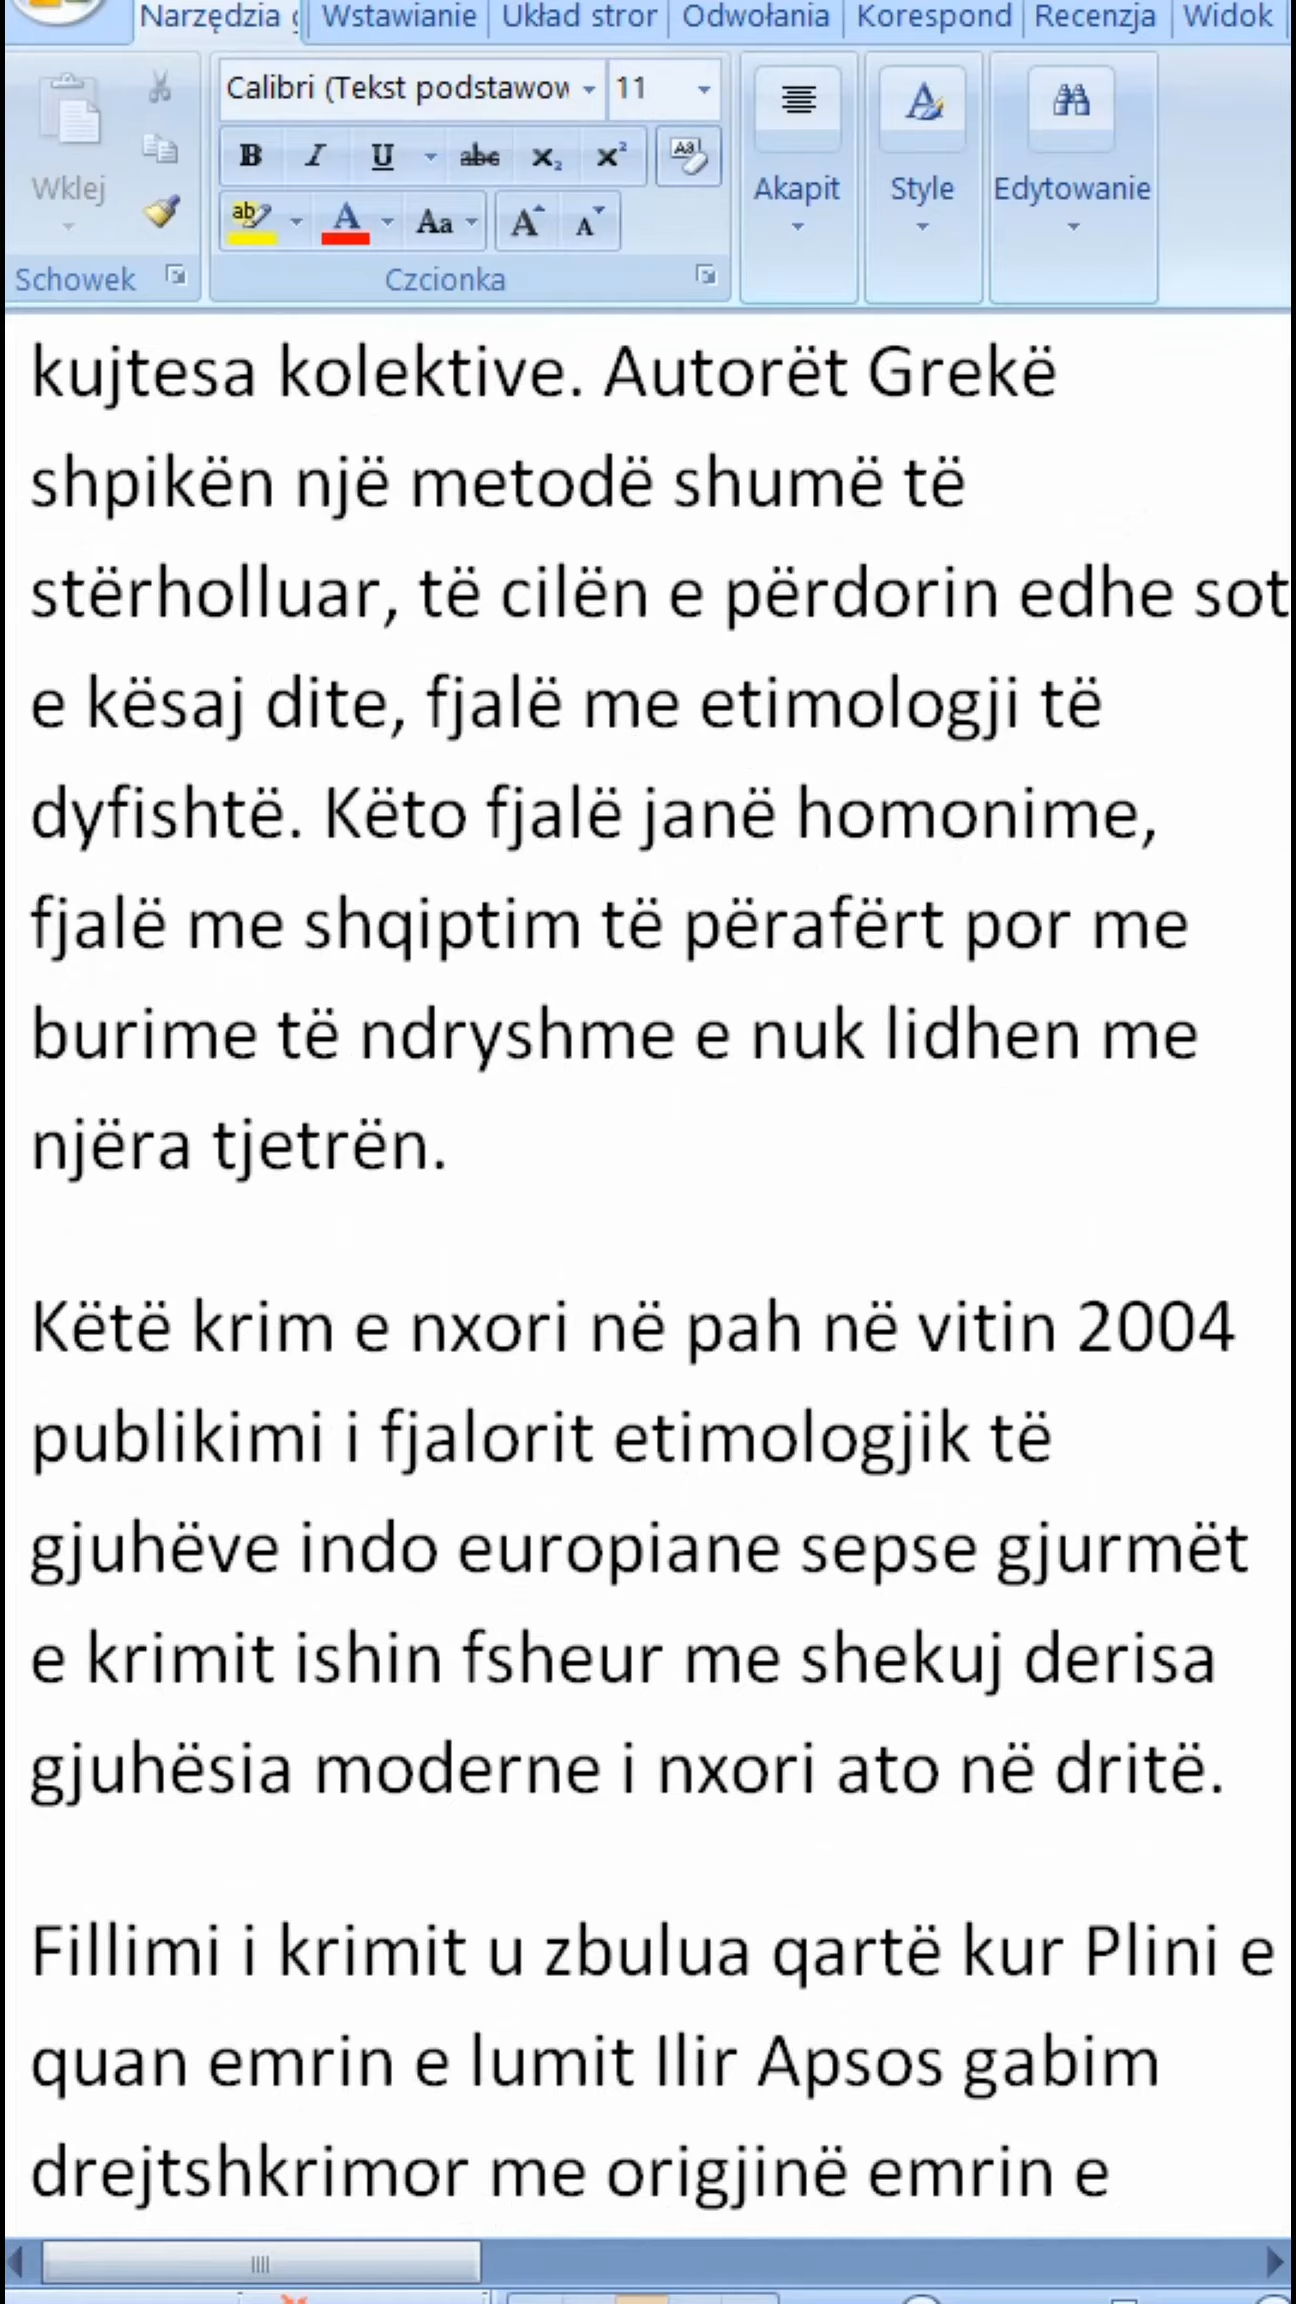 Narzędzia
Wstawianie
Układ stror
Odwołania
Korespond
Recenzja
Widok
Calibri (Tekst podstawow
11
Wklej
Akapit
Style
Edytowanie
Schowek
Czcionka
kujtesa kolektive. Autorët Grekë
shpikën një metodë shumë të
stërholluar, të cilën e përdorin edhe sot
e kësaj dite, fjalë me etimologji të
dyfishtë. Këto fjalë janë homonime,
fjalë me shqiptim të përafërt por me
burime të ndryshme e nuk lidhen me
njëra tjetrën.
Këtë krim e nxori në pah në vitin 2004
publikimi i fjalorit etimologjik të
gjuhëve indo europiane sepse gjurmët
e krimit ishin fsheur me shekuj derisa
gjuhësia moderne i nxori ato në dritë.
Fillimi i krimit u zbulua qartë kur Plini e
quan emrin e lumit Ilir Apsos gabim
drejtshkrimor me origjinë emrin e